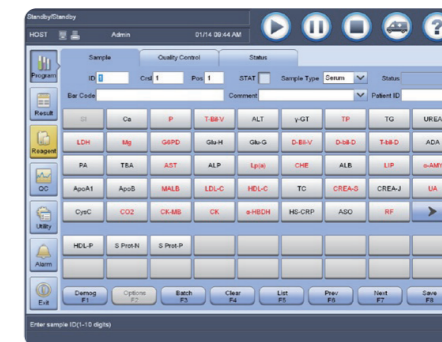 Standby/Standby
HOST Admin 01/14 09:44 AM
Program
Result
Reagent
QC
Utility
Alarm
Exit
Sample Quality Control Status
ID Cnd 1 Pos 1 STAT Sample Type Serum Status
Bar Code Comment Patient ID
Ca P T-Bil-V ALT γ-GT TP TG UREA
LDH Mg G6PD Glu-H Glu-G D-Bil-V D-bil-D T-bil-D ADA
PA TBA AST ALP Lp(a) CHE ALB LIP α-AMY
ApoA1 ApoB MALB LDL-C HDL-C TC CREA-S CREA-J UA
CysC CO2 CK-MB CK α-HBDH HS-CRP ASO RF
HDL-P S Prot-N S Prot-P
Demog F1 Options F2 Batch F3 Clear F4 List F5 Prev F6 Next F7 Save F8
Enter sample ID(1-10 digits)